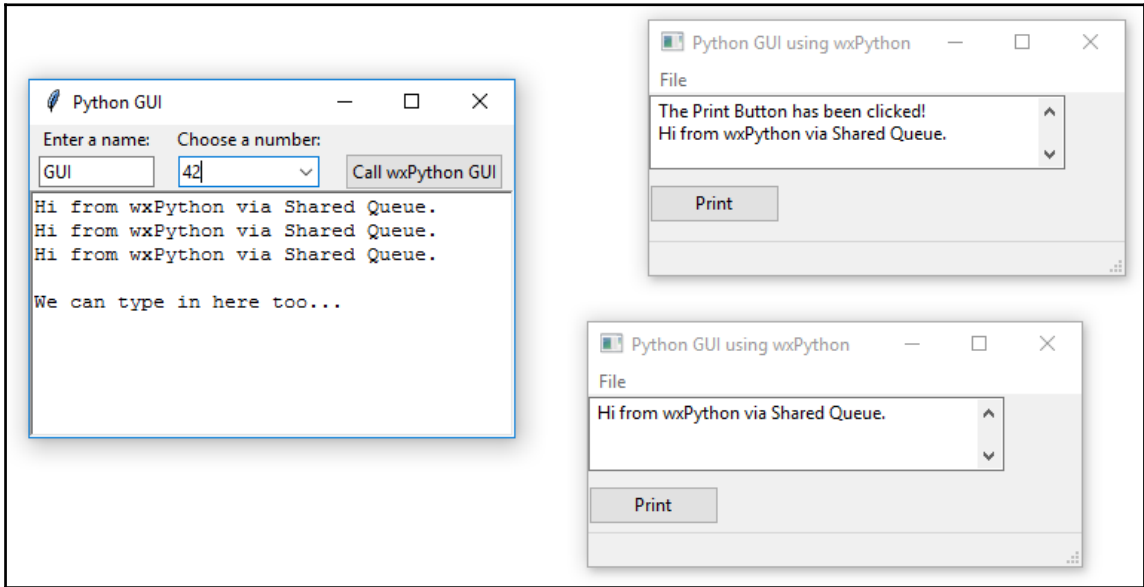 Python GUI
Enter a name: Choose a number:
GUI 42 Call wxPython GUI
Hi from wxPython via Shared Queue.
Hi from wxPython via Shared Queue.
Hi from wxPython via Shared Queue.
We can type in here too...
Python GUI using wxPython
File
The Print Button has been clicked!
Hi from wxPython via Shared Queue.
Print
Python GUI using wxPython
File
Hi from wxPython via Shared Queue.
Print